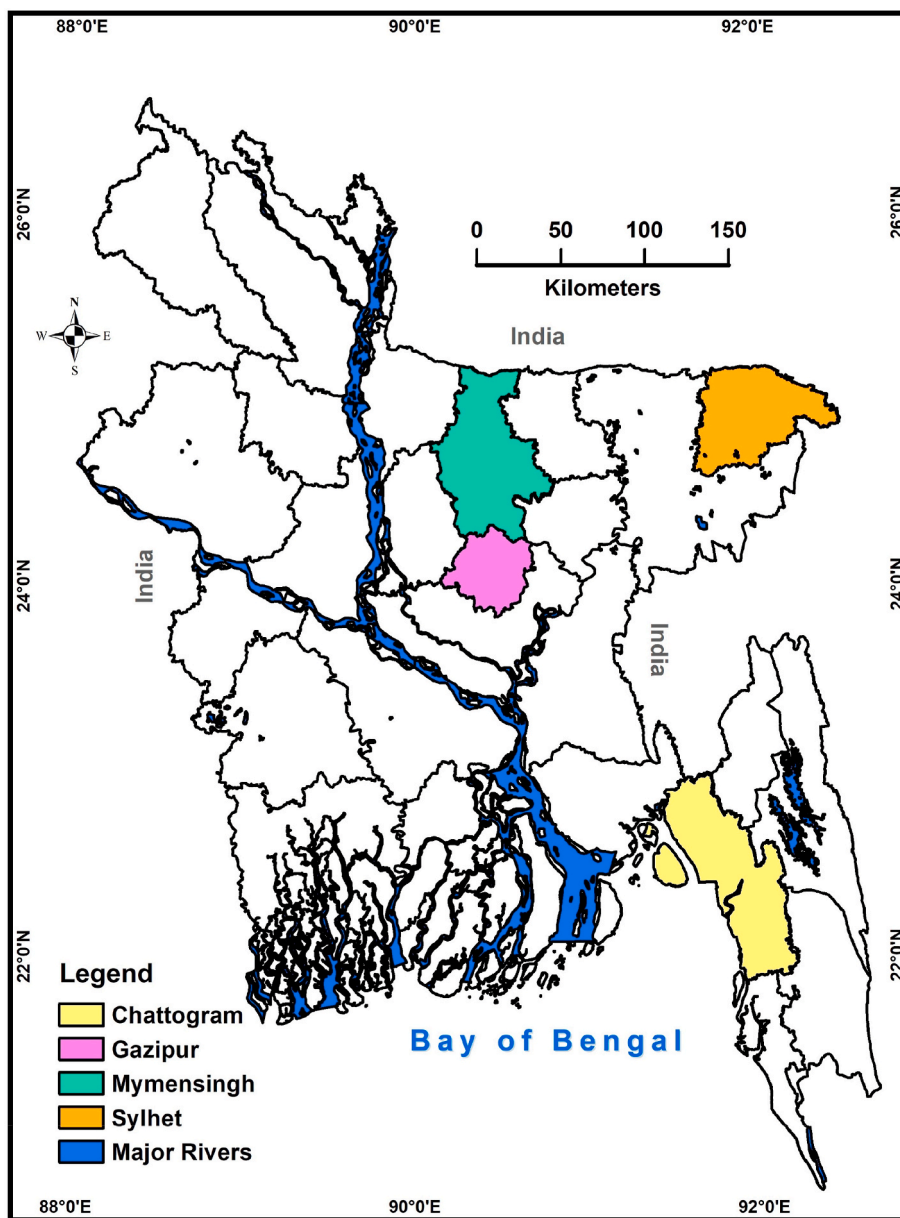 88°0'E 90°0'E 92°0'E
26°0'N 26°0'N
0 50 100 150
Kilometers
N
W E
S
India
India
24°0'N 24°0'N
India
22°0'N 22°0'N
Legend
Chattogram
Gazipur
Mymensingh
Sylhet
Major Rivers
Bay of Bengal
88°0'E 90°0'E 92°0'E